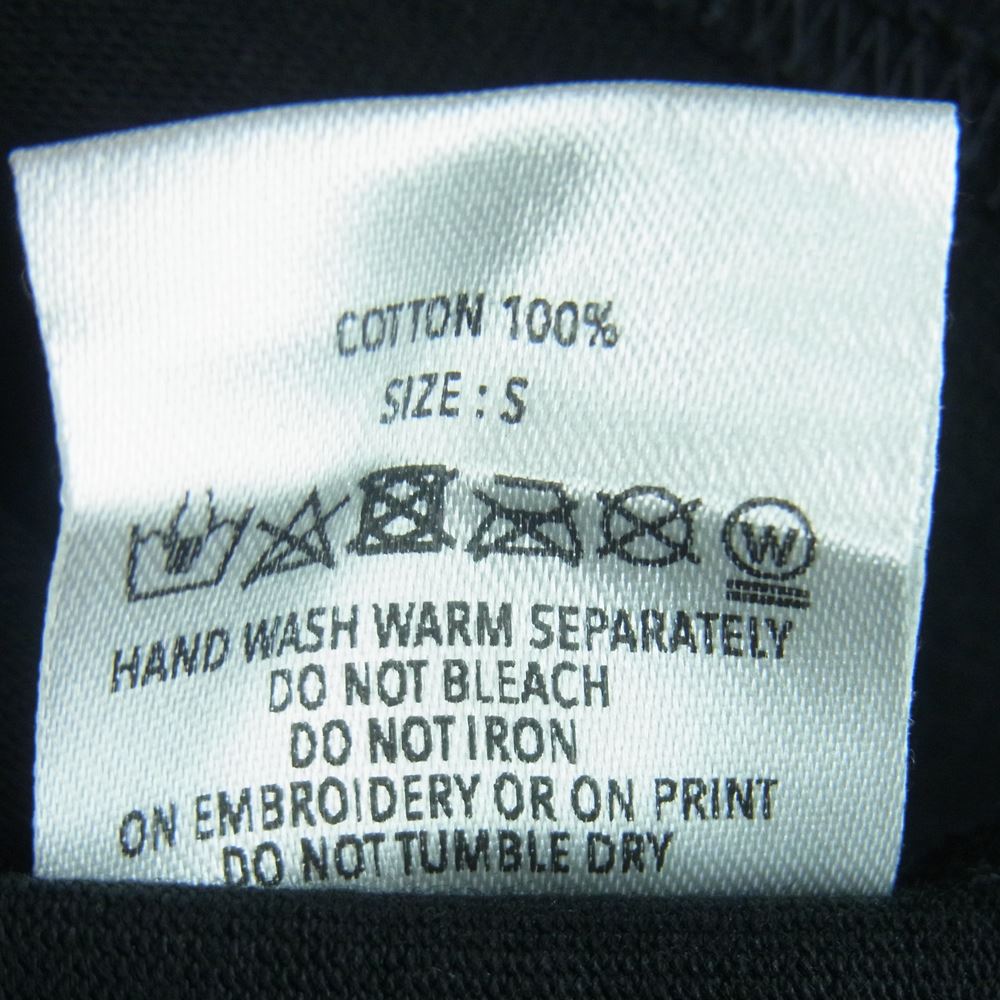 COTTON 100%
SIZE : S
W
HAND WASH WARM SEPARATELY
DO NOT BLEACH
DO NOT IRON
ON EMBROIDERY OR ON PRINT
DO NOT TUMBLE DRY